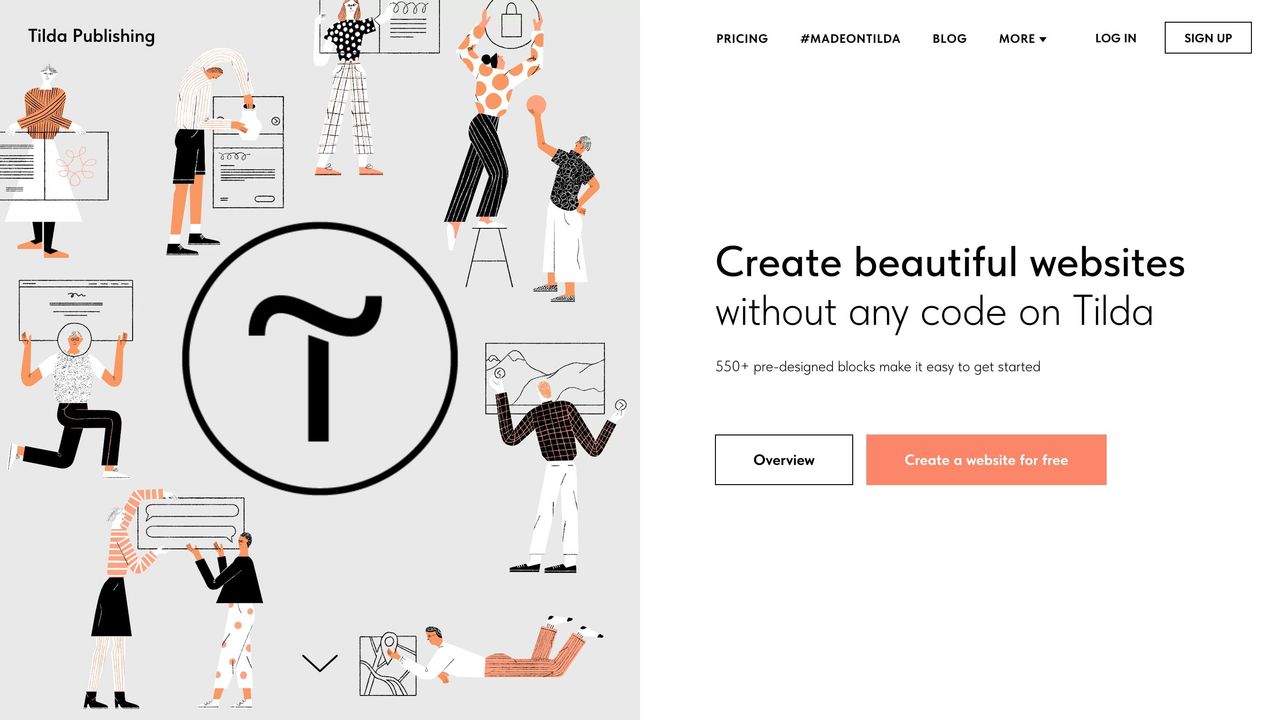 Tilda Publishing
PRICING
#MADEONTILDA
BLOG
MORE
LOG IN
SIGN UP
Create beautiful websites
without any code on Tilda
550+ pre-designed blocks make it easy to get started
Overview
Create a website for free